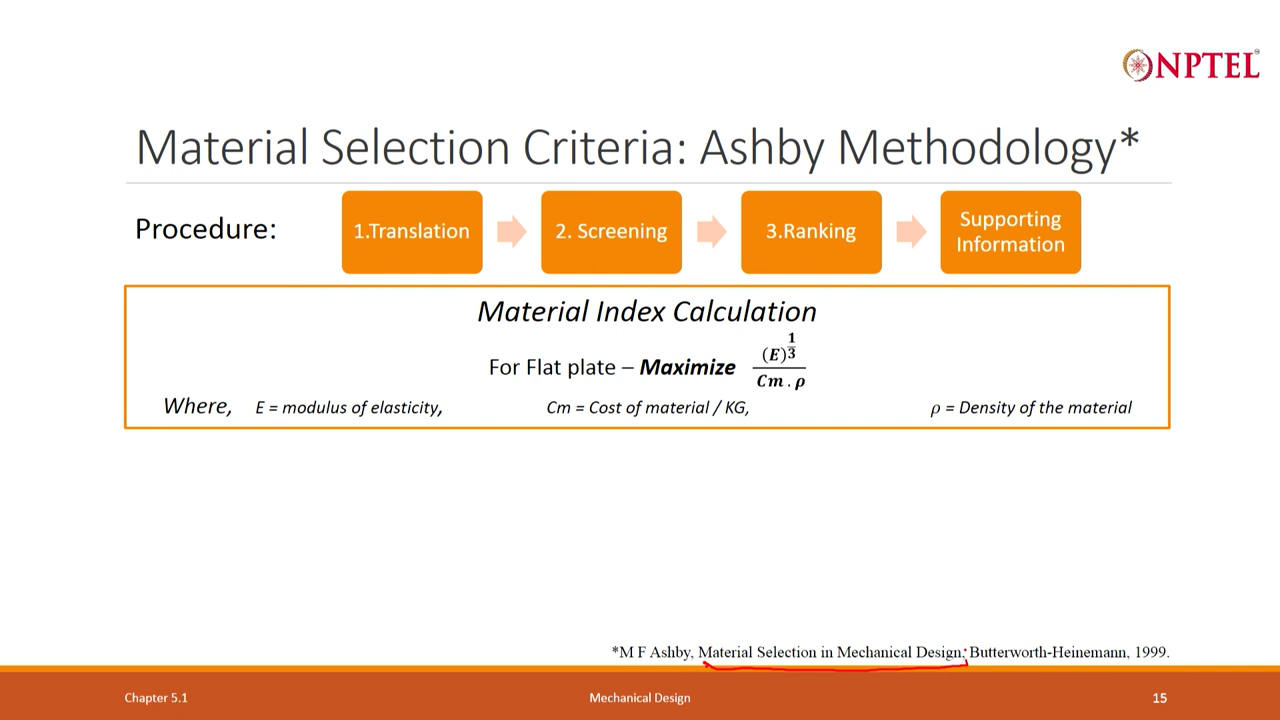 NPTEL
Material Selection Criteria: Ashby Methodology*
Procedure:
1.Translation
2. Screening
3.Ranking
Supporting
Information
Material Index Calculation
For Flat plate – Maximize (E)^1/3 / Cm . ρ
Where, E = modulus of elasticity, Cm = Cost of material / KG, ρ = Density of the material
*M F Ashby, Material Selection in Mechanical Design, Butterworth-Heinemann, 1999.
Chapter 5.1 Mechanical Design 15